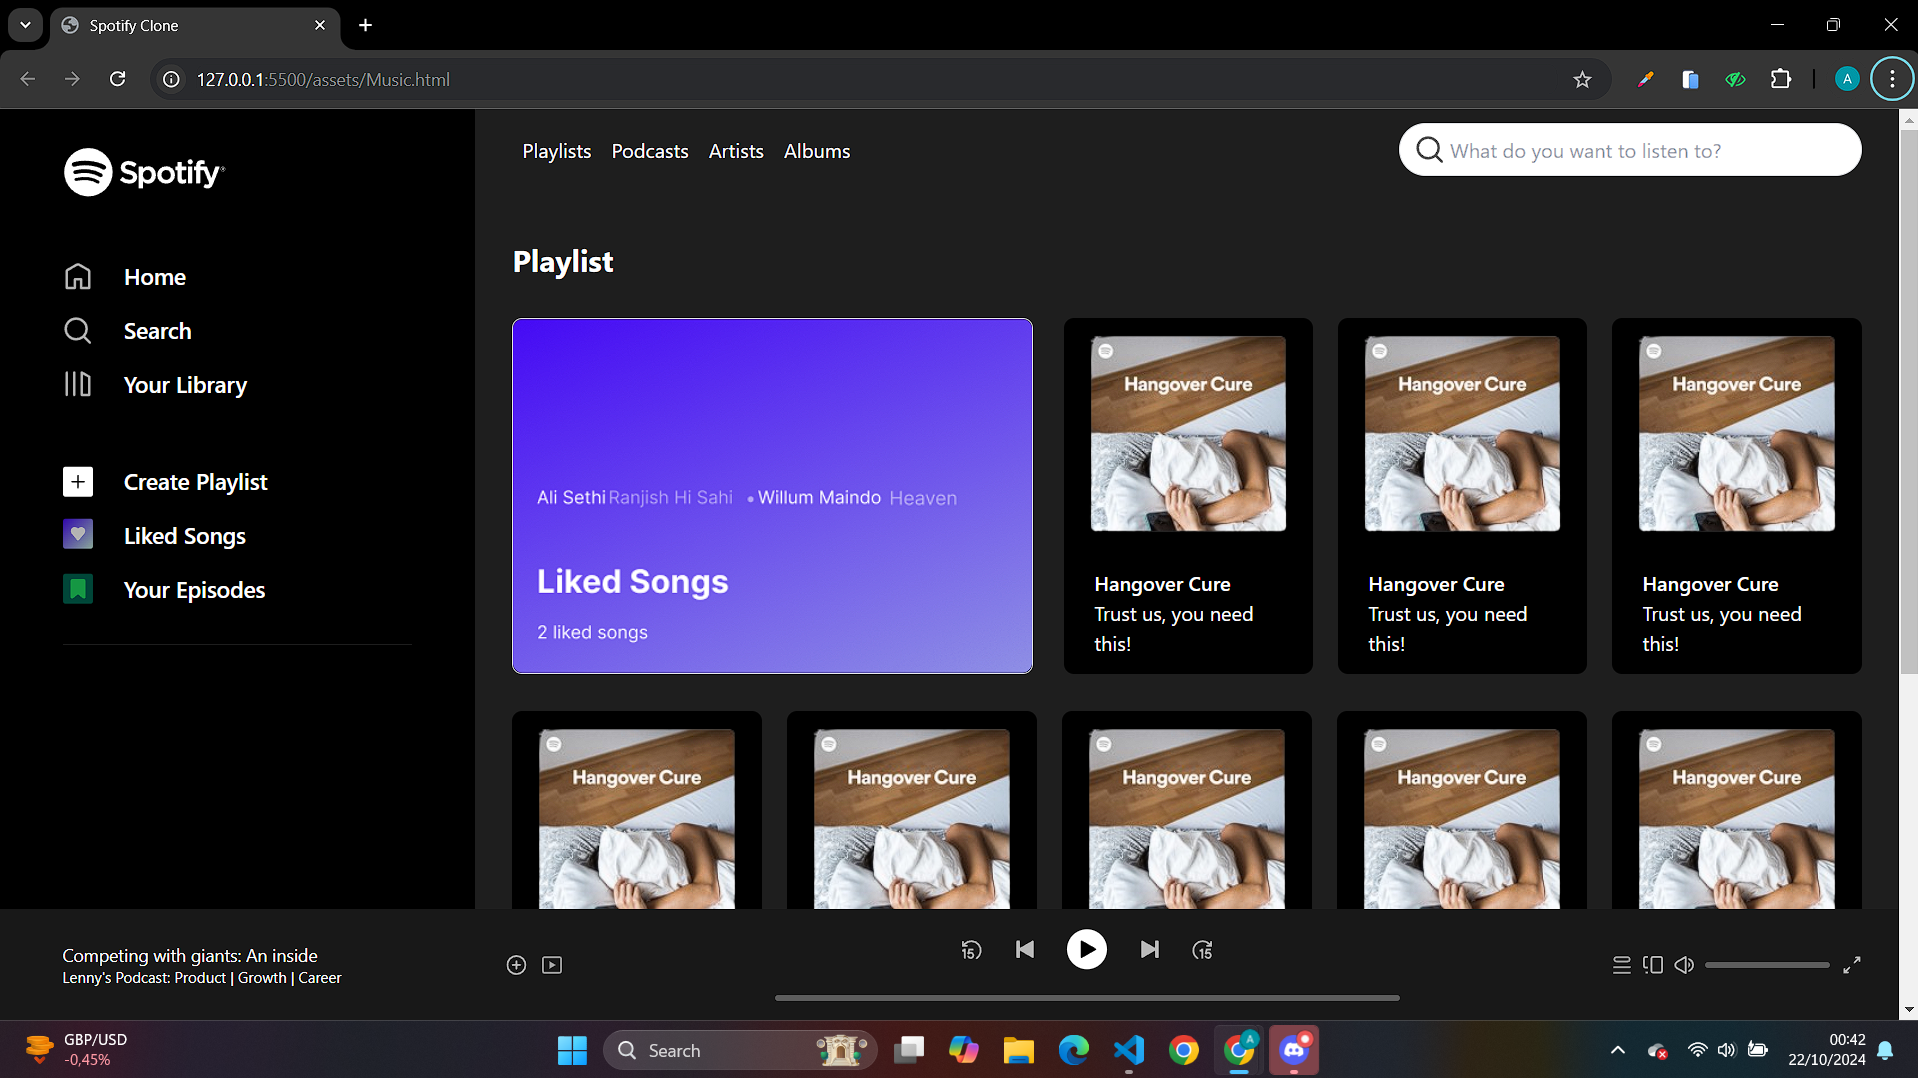 Spotify Clone
127.0.0.1:5500/assets/Music.html
A
Spotify
Playlists Podcasts Artists Albums
What do you want to listen to?
Home
Search
Your Library
Create Playlist
Liked Songs
Your Episodes
Playlist
Ali Sethi Ranjish Hi Sahi • Willum Maindo Heaven
Liked Songs
2 liked songs
Hangover Cure
Hangover Cure
Trust us, you need
this!
Hangover Cure
Hangover Cure
Trust us, you need
this!
Hangover Cure
Hangover Cure
Trust us, you need
this!
Hangover Cure
Hangover Cure
Hangover Cure
Hangover Cure
Hangover Cure
Competing with giants: An inside
Lenny's Podcast: Product | Growth | Career
15
15
GBP/USD
-0,45%
Search
A
00:42
22/10/2024